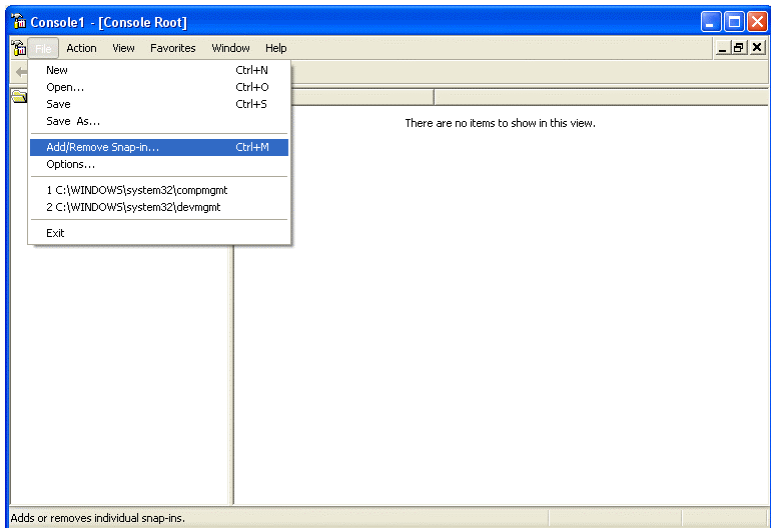 Console1 - [Console Root]
File Action View Favorites Window Help
New Ctrl+N
Open... Ctrl+O
Save Ctrl+S
Save As...
Add/Remove Snap-in... Ctrl+M
Options...
1 C:\WINDOWS\system32\compmgmt
2 C:\WINDOWS\system32\devmgmt
Exit
There are no items to show in this view.
Adds or removes individual snap-ins.